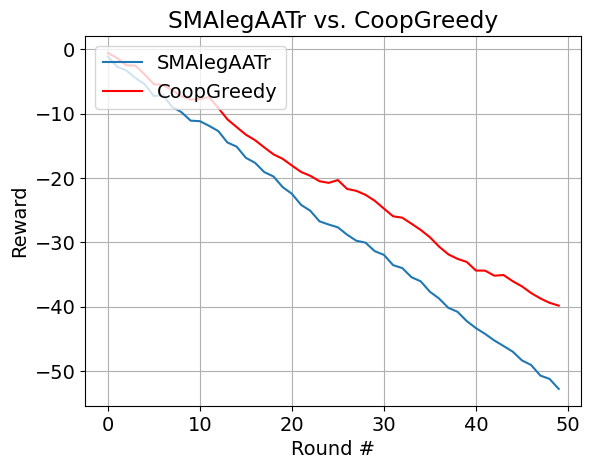 SMAlegAATr vs. CoopGreedy
SMAlegAATr
CoopGreedy
Reward
0
−10
−20
−30
−40
−50
0 10 20 30 40 50
Round #